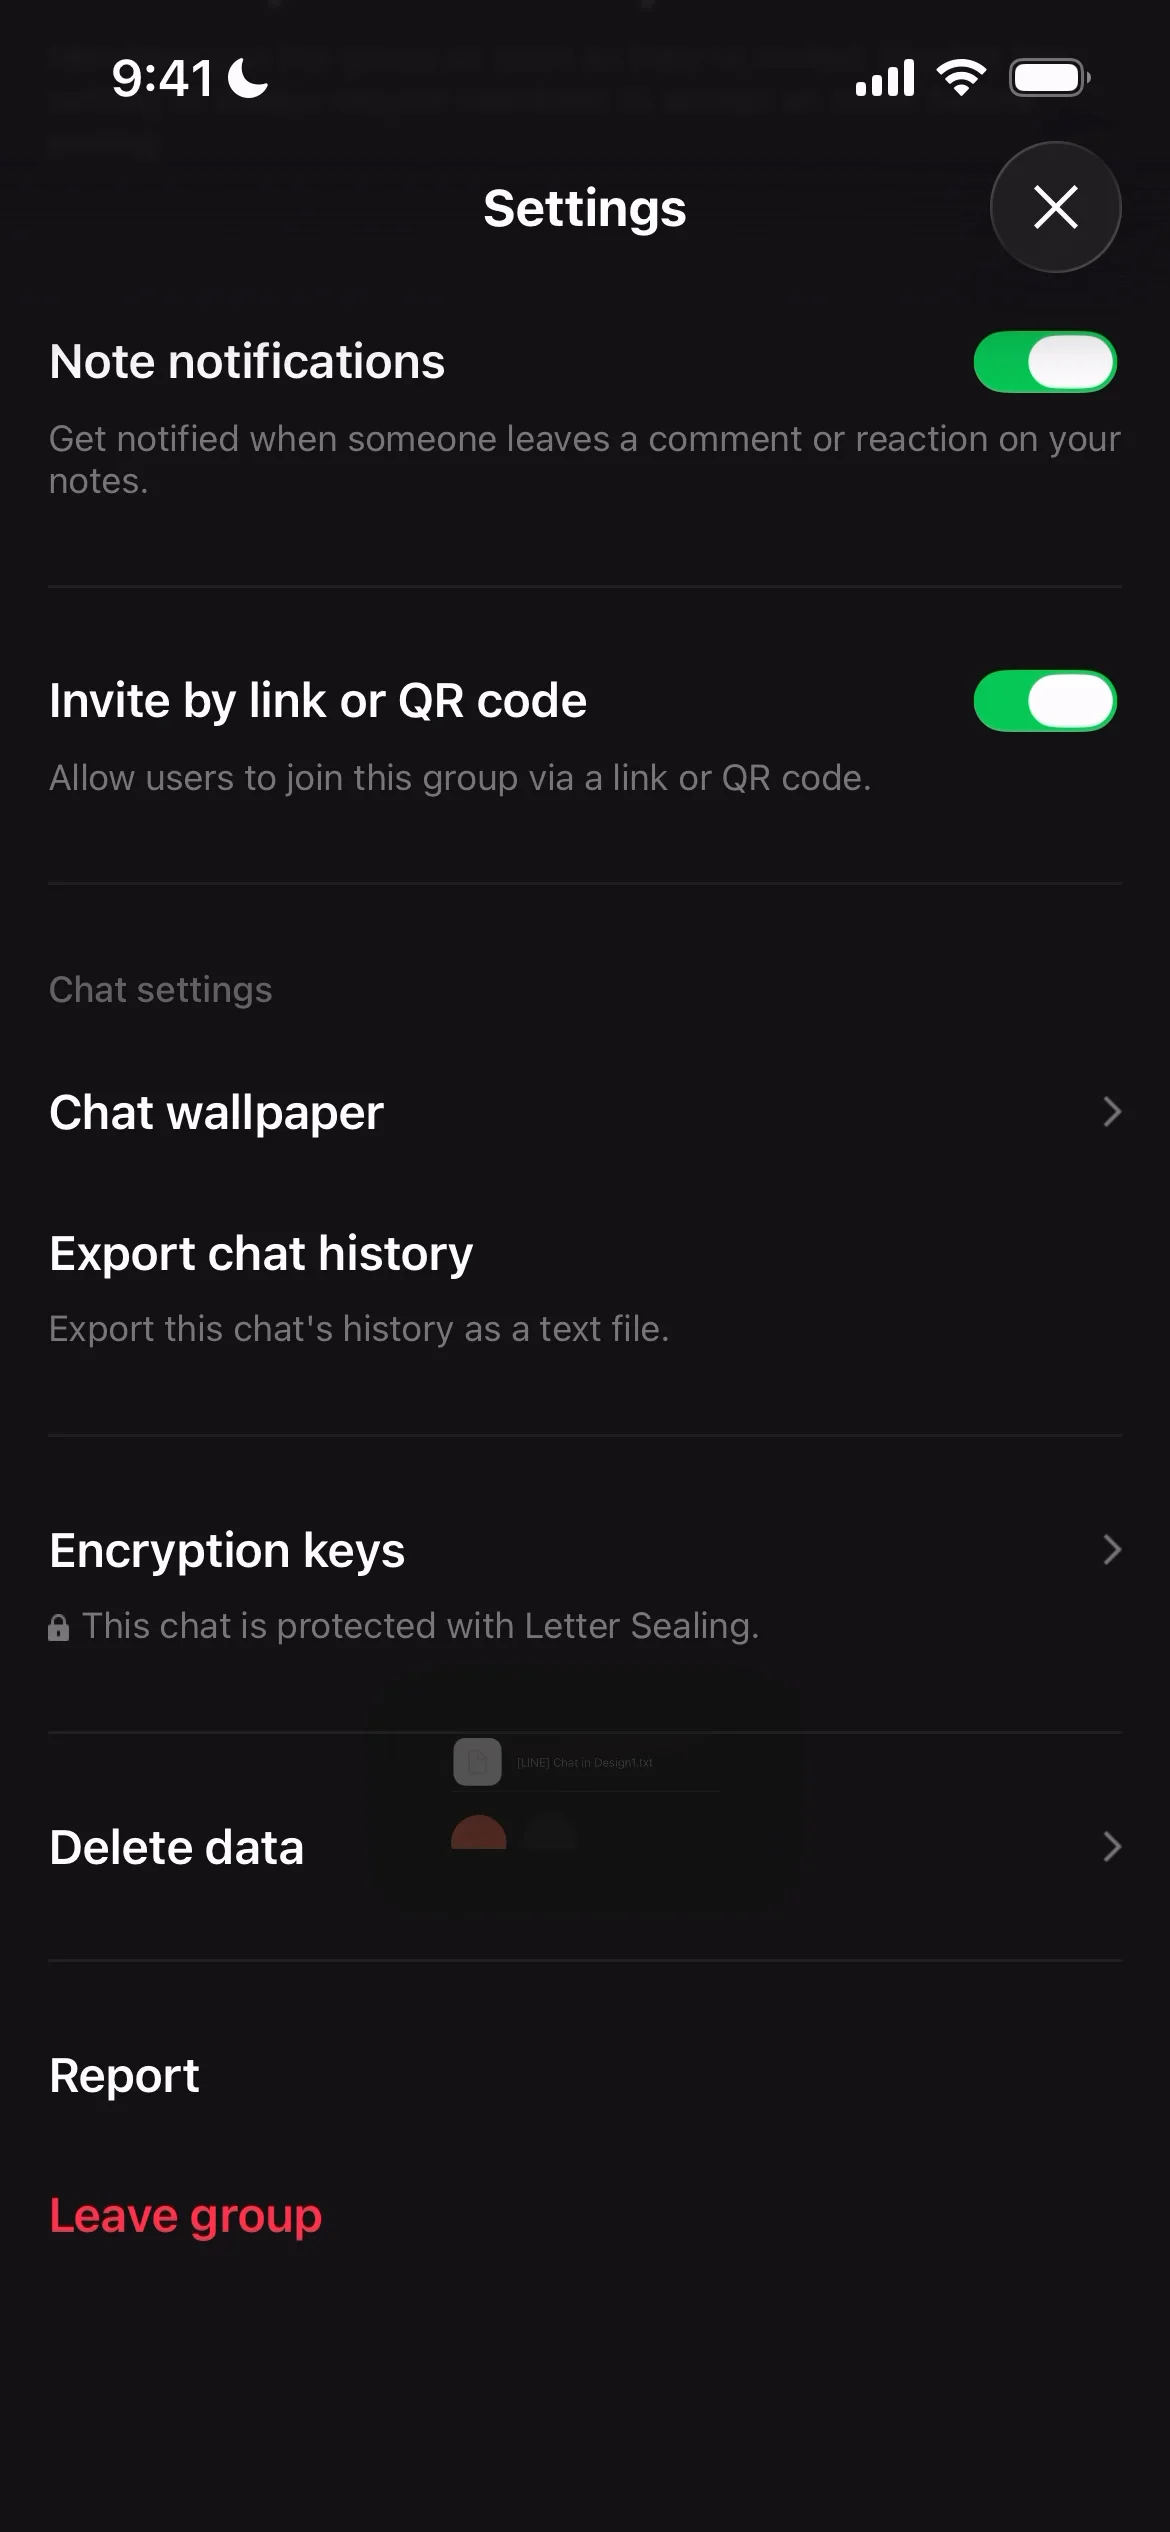 9:41
Settings
Note notifications
Get notified when someone leaves a comment or reaction on your
notes.
Invite by link or QR code
Allow users to join this group via a link or QR code.
Chat settings
Chat wallpaper
Export chat history
Export this chat's history as a text file.
Encryption keys
This chat is protected with Letter Sealing.
[LINE] Chat in Design1.txt
Delete data
Report
Leave group